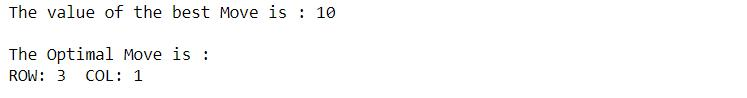 The value of the best Move is : 10
The Optimal Move is :
ROW: 3  COL: 1